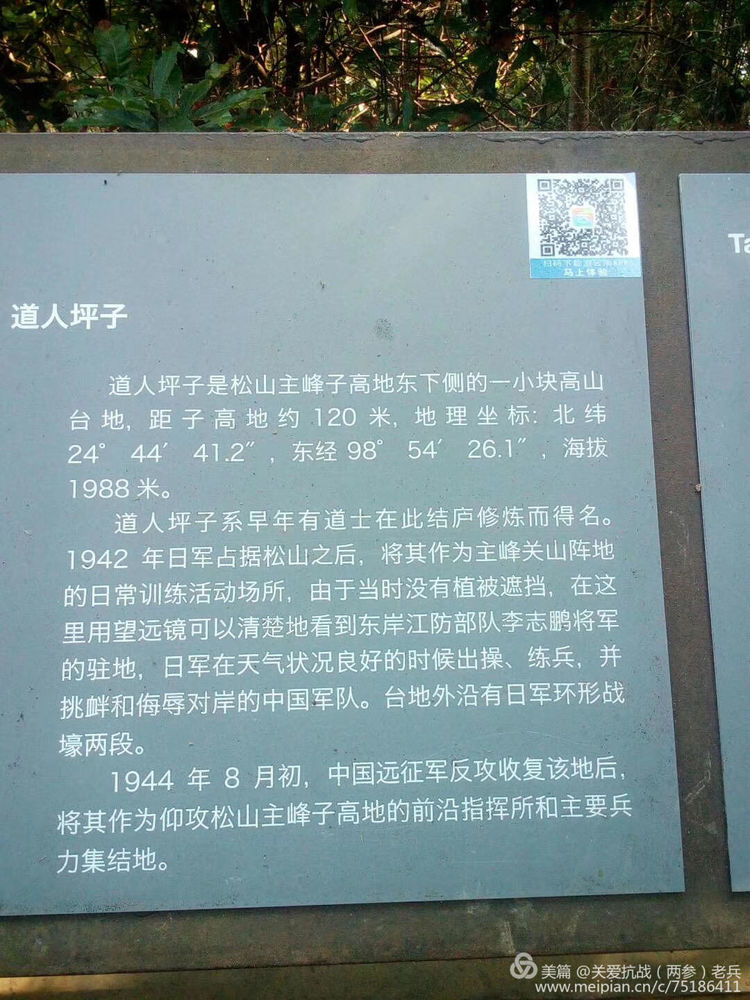 Ta
扫码下载游云南APP
马上体验
道人坪子
道人坪子是松山主峰子高地东下侧的一小块高山
台地，距子高地约 120 米，地理坐标：北纬
24° 44′ 41.2″，东经 98° 54′ 26.1″，海拔
1988 米。
道人坪子系早年有道士在此结庐修炼而得名。
1942 年日军占据松山之后，将其作为主峰关山阵地
的日常训练活动场所，由于当时没有植被遮挡，在这
里用望远镜可以清楚地看到东岸江防部队李志鹏将军
的驻地，日军在天气状况良好的时候出操、练兵，并
挑衅和侮辱对岸的中国军队。台地外沿有日军环形战
壕两段。
1944 年 8 月初，中国远征军反攻收复该地后，
将其作为仰攻松山主峰子高地的前沿指挥所和主要兵
力集结地。
美篇 @关爱抗战（两参）老兵
www.meipian.cn/c/75186411